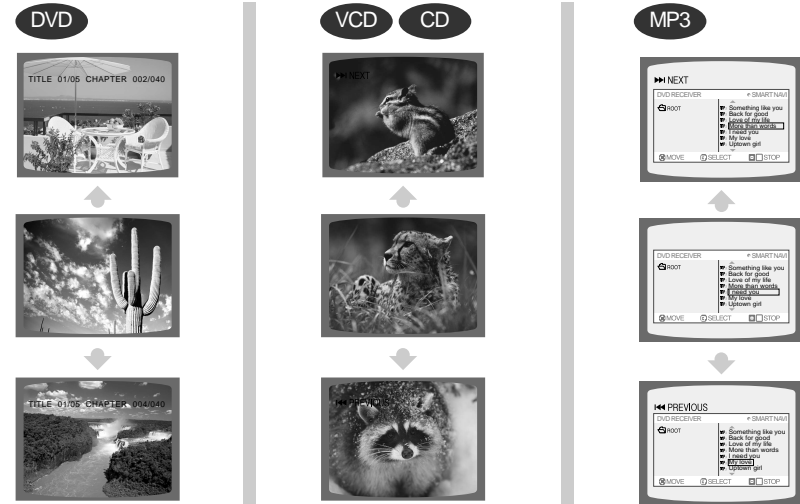 DVD
TITLE 01/05 CHAPTER 002/040
TITLE 01/05 CHAPTER 004/040
VCD CD
NEXT
PREVIOUS
MP3
NEXT
DVD RECEIVER SMART NAVI
ROOT
Something like you
Back for good
Love of my life
More than words
I need you
My love
Uptown girl
MOVE SELECT STOP
DVD RECEIVER SMART NAVI
ROOT
Something like you
Back for good
Love of my life
More than words
I need you
My love
Uptown girl
MOVE SELECT STOP
PREVIOUS
DVD RECEIVER SMART NAVI
ROOT
Something like you
Back for good
Love of my life
More than words
I need you
My love
Uptown girl
MOVE SELECT STOP